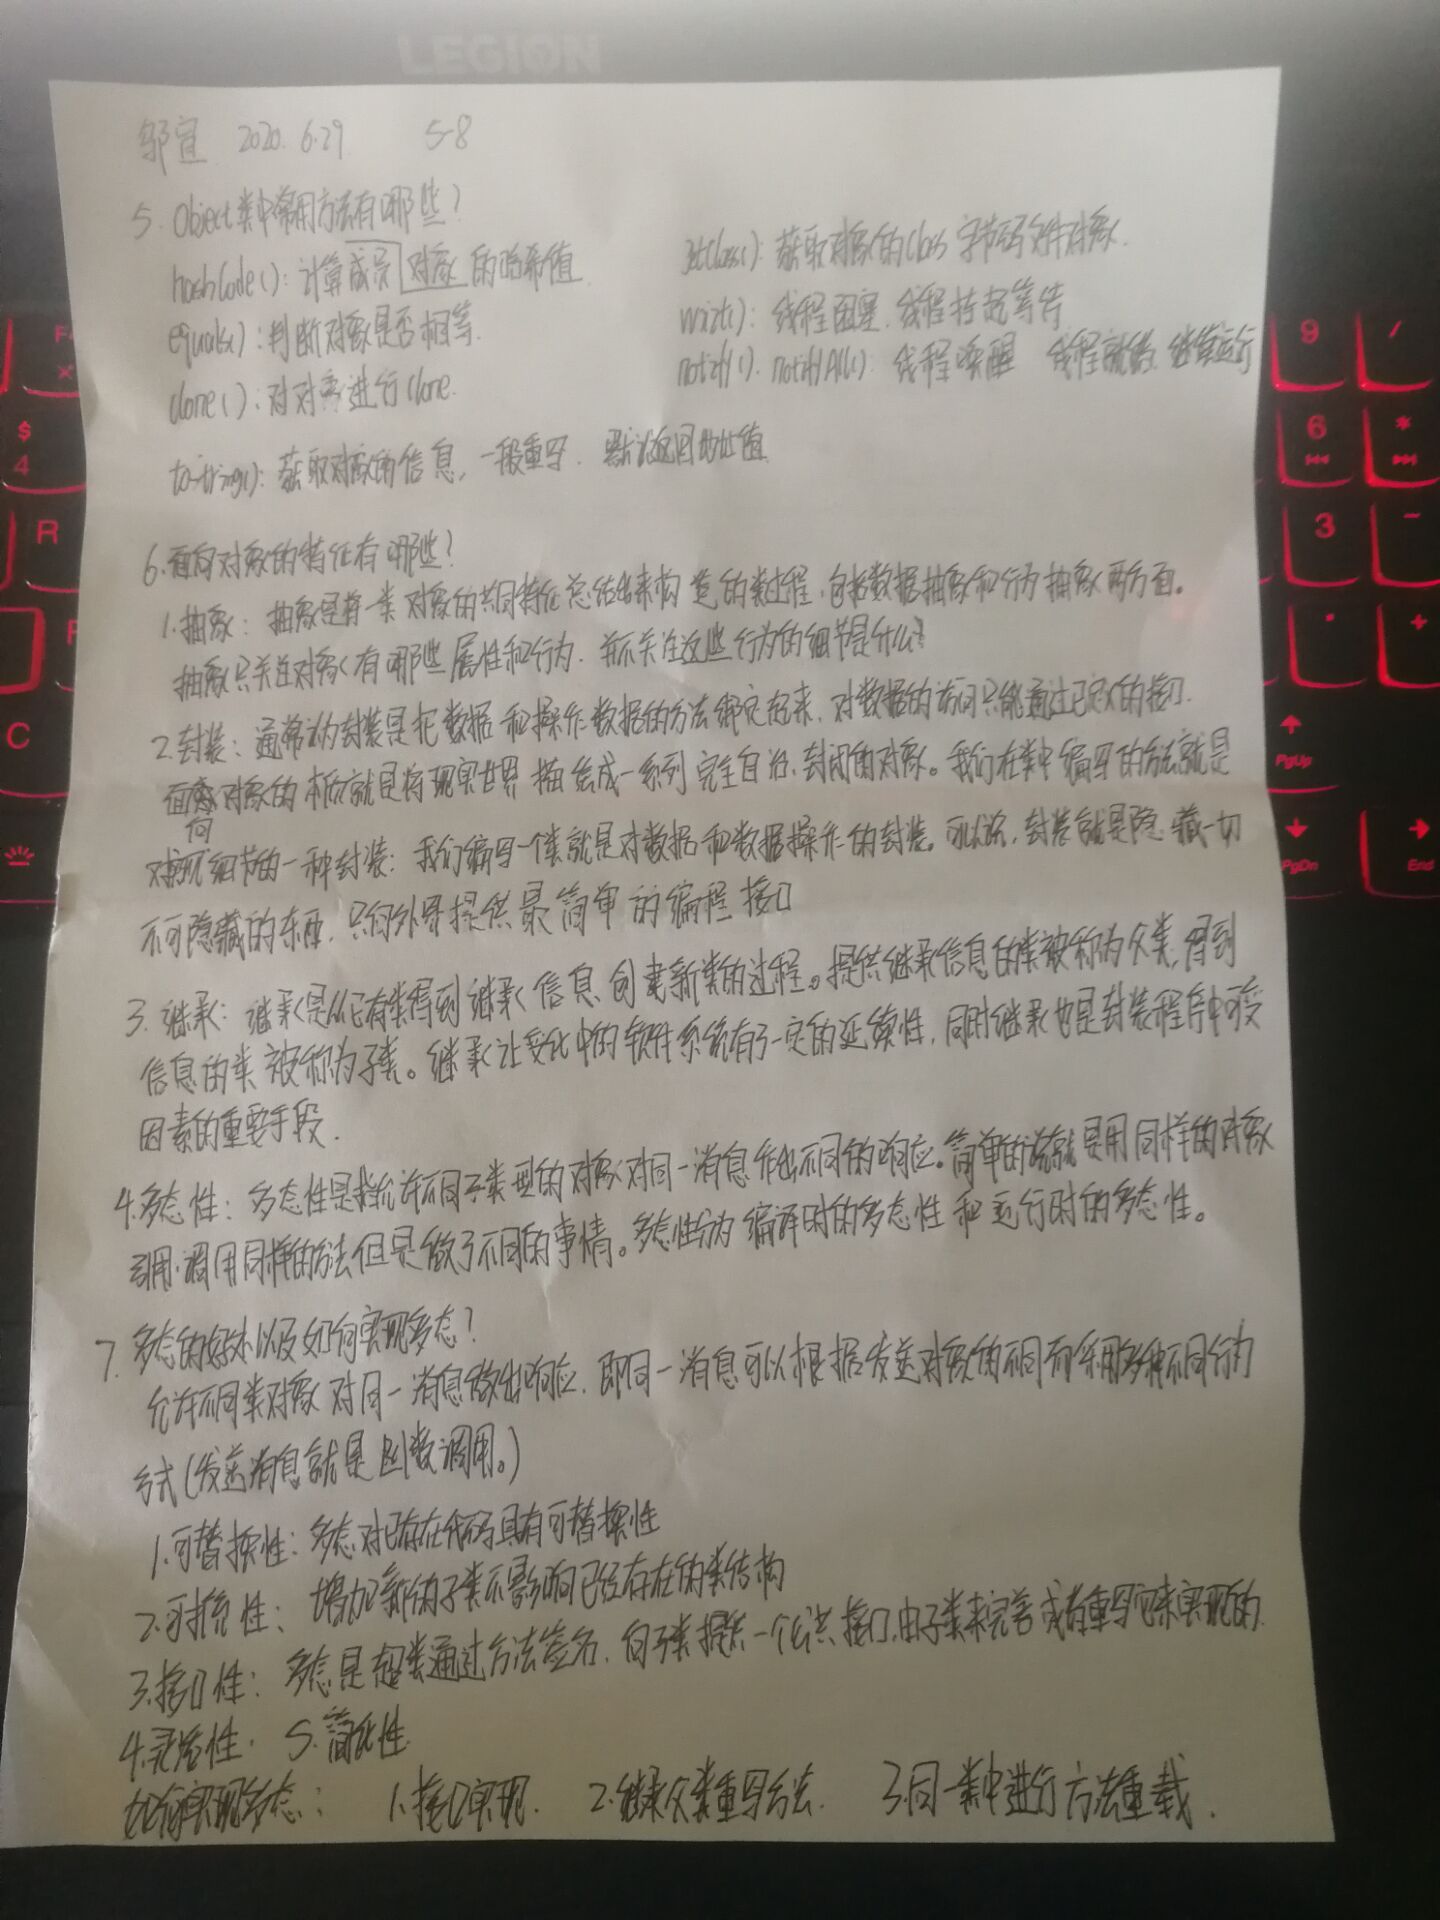 LEGION
邹宜 2020.6.29 5-8
5. Object类中常用方法有哪些?
hashCode(): 计算成员对象的哈希值
getClass(): 获取对象的Class字节码文件对象.
equals(): 判断对象是否相等.
wait(): 线程阻塞.线程挂起等待
clone(): 对对象进行clone.
notify(). notifyAll(): 线程唤醒 线程就绪.继续运行
toString(): 获取对象的信息, 一般重写. 默认返回地址值
6.面向对象的特征有哪些?
1.抽象: 抽象是将一类对象的共同特征总结出来构造的类过程,包括数据抽象和行为抽象两方面。
抽象只关注对象有哪些属性和行为.并不关注这些行为的细节是什么?
2.封装: 通常认为封装是把数据和操作数据的方法绑定起来.对数据的访问只能通过已定义的接口.
面向对象的本质就是将现实世界描绘成一系列完全自治、封闭的对象。我们在类中编写的方法就是
对实现细节的一种封装: 我们编写一个类就是对数据和数据操作的封装。可以说,封装就是隐藏一切
不可隐藏的东西,只向外界提供最简单的编程接口
3.继承: 继承是从已有类得到继承信息创建新类的过程。提供继承信息的类被称为父类,得到
信息的类被称为子类。继承让变化中的软件系统有了一定的延续性,同时继承也是封装程序中可变
因素的重要手段.
4.多态性: 多态性是指允许不同子类型的对象对同一消息作出不同的响应。简单的说就是用同样的对象
引用.调用同样的方法但是做了不同的事情。多态性分为编译时的多态性和运行时的多态性。
7.多态的好处以及如何实现多态?
允许不同类对象对同一消息做出响应.即同一消息可以根据发送对象的不同而采用多种不同行为
方式(发送消息就是函数调用。)
1.可替换性: 多态对已存在代码具有可替换性
2.可扩充性: 增加新的子类不影响已经存在的类结构
3.接口性: 多态是超类通过方法签名,向子类提供一个公共接口,由子类来完善或者重写它来实现的.
4.灵活性. 5.简化性
如何实现多态: 1.接口实现. 2.继承父类重写方法. 3.同一类中进行方法重载.
F
$
4
R
F
C
9
/
6
*
3
-
.
+
PgUp
PgDn
End